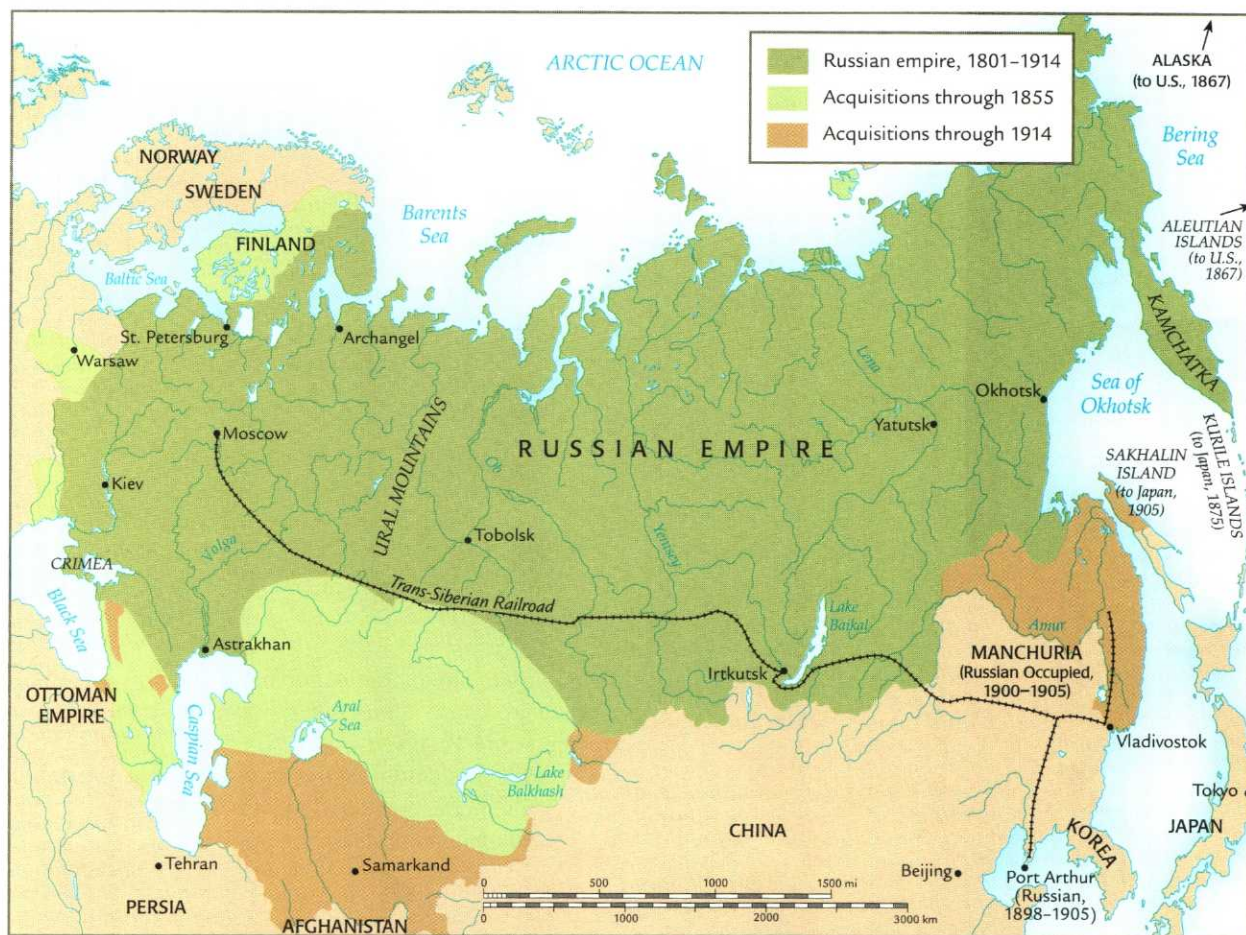 Russian empire, 1801–1914
Acquisitions through 1855
Acquisitions through 1914
ARCTIC OCEAN
ALASKA
(to U.S., 1867)
Bering
Sea
NORWAY
SWEDEN
FINLAND
Barents
Sea
ALEUTIAN
ISLANDS
(to U.S.,
1867)
Baltic Sea
St. Petersburg
Archangel
Warsaw
KAMCHATKA
Lena
Okhotsk
Sea of
Okhotsk
Moscow
RUSSIAN EMPIRE
Yatutsk
URAL MOUNTAINS
Ob
KURILE ISLANDS
(to Japan, 1875)
SAKHALIN
ISLAND
(to Japan,
1905)
Kiev
Volga
Tobolsk
Yenisey
CRIMEA
Black Sea
Trans-Siberian Railroad
Lake
Baikal
Amur
Astrakhan
Irtkutsk
MANCHURIA
(Russian Occupied,
1900–1905)
OTTOMAN
EMPIRE
Caspian Sea
Aral
Sea
Vladivostok
Lake
Balkhash
Tokyo
CHINA
KOREA
JAPAN
Tehran
Samarkand
Beijing
Port Arthur
(Russian,
1898–1905)
PERSIA
AFGHANISTAN
0 500 1000 1500 mi
0 1000 2000 3000 km